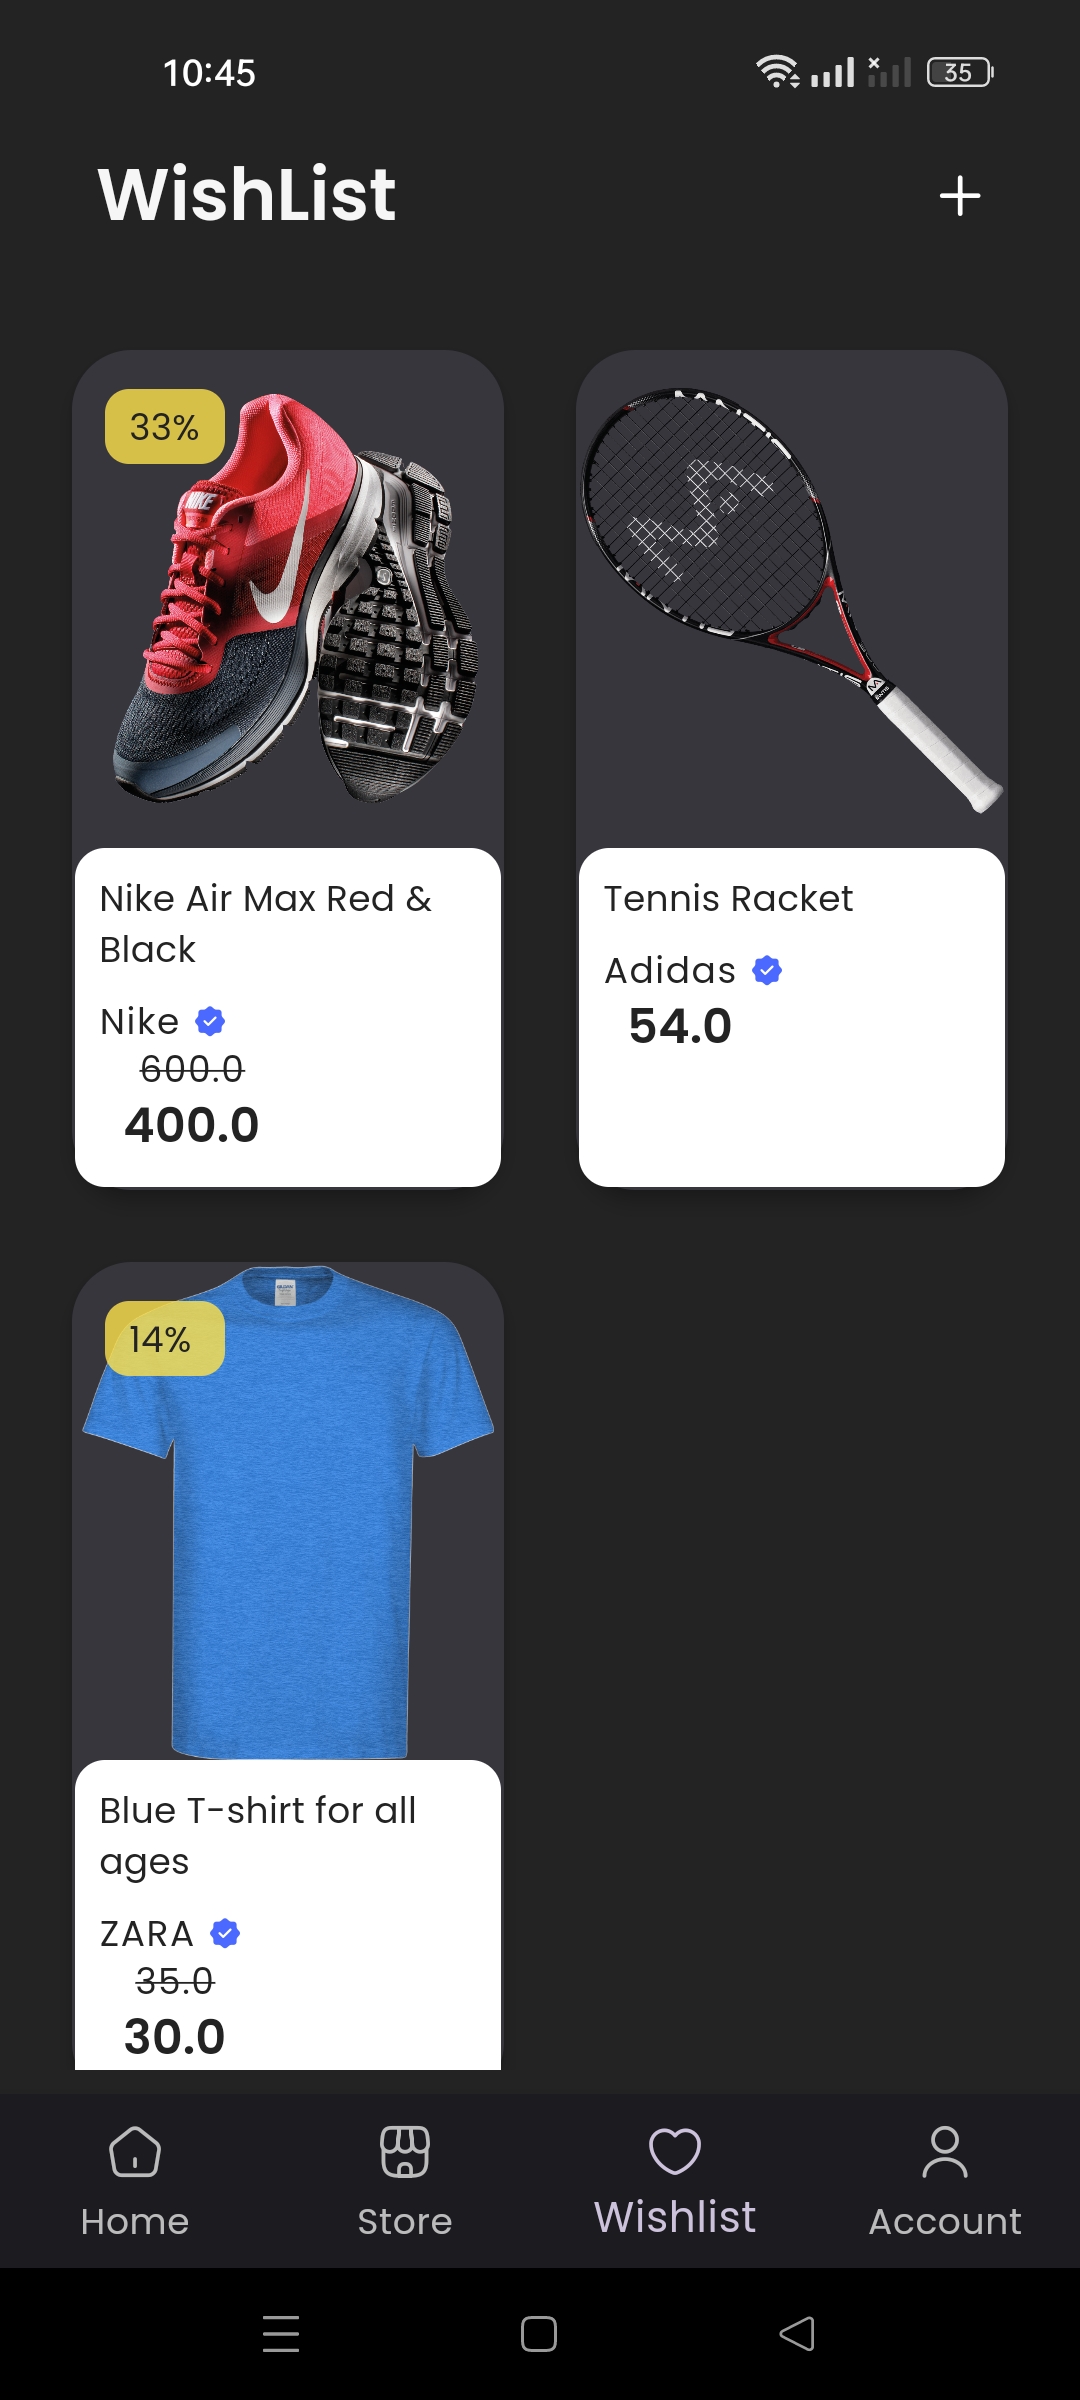 10:45
35
WishList
33%
NIKE
Nike Air Max Red &
Black
Nike
600.0
400.0
Tennis Racket
Adidas
54.0
14%
Blue T-shirt for all
ages
ZARA
35.0
30.0
Home
Store
Wishlist
Account